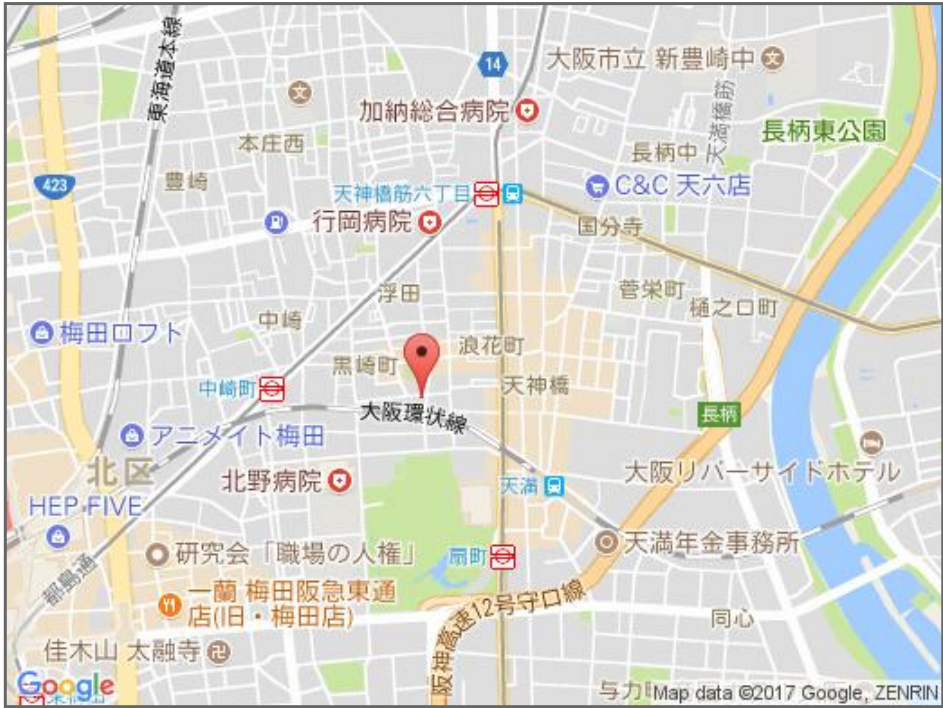 東海道本線
14
大阪市立 新豊崎中
加納総合病院
天満橋筋
長柄東公園
本庄西
長柄中
豊崎
423
天神橋筋六丁目
C&C 天六店
行岡病院
国分寺
浮田
菅栄町
樋之口町
中崎
梅田ロフト
浪花町
黒崎町
中崎町
天神橋
大阪環状線
長柄
アニメイト梅田
北区
北野病院
大阪リバーサイドホテル
天満
HEP FIVE
研究会「職場の人権」
扇町
天満年金事務所
都島通
一蘭 梅田阪急東通
店(旧・梅田店)
阪神高速12号守口線
同心
佳木山 太融寺
Google
与力
Map data ©2017 Google, ZENRIN